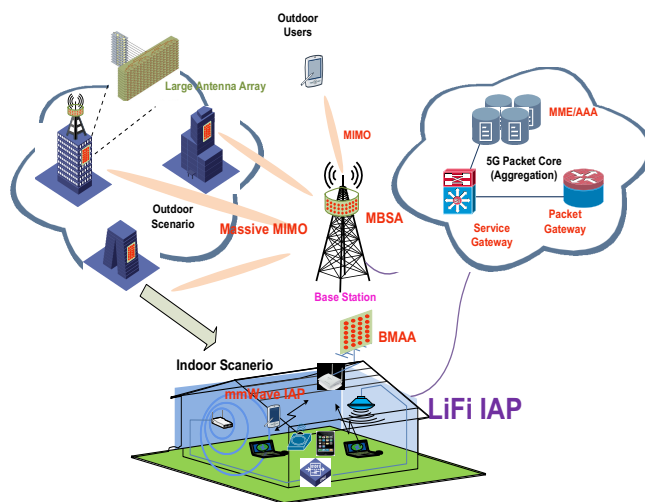 Outdoor
Users
Large Antenna Array
MME/AAA
MIMO
5G Packet Core
(Aggregation)
Outdoor
Scenario
Massive MIMO
MBSA
Service
Gateway
Packet
Gateway
Base Station
BMAA
Indoor Scanerio
mmWave IAP
LiFi IAP